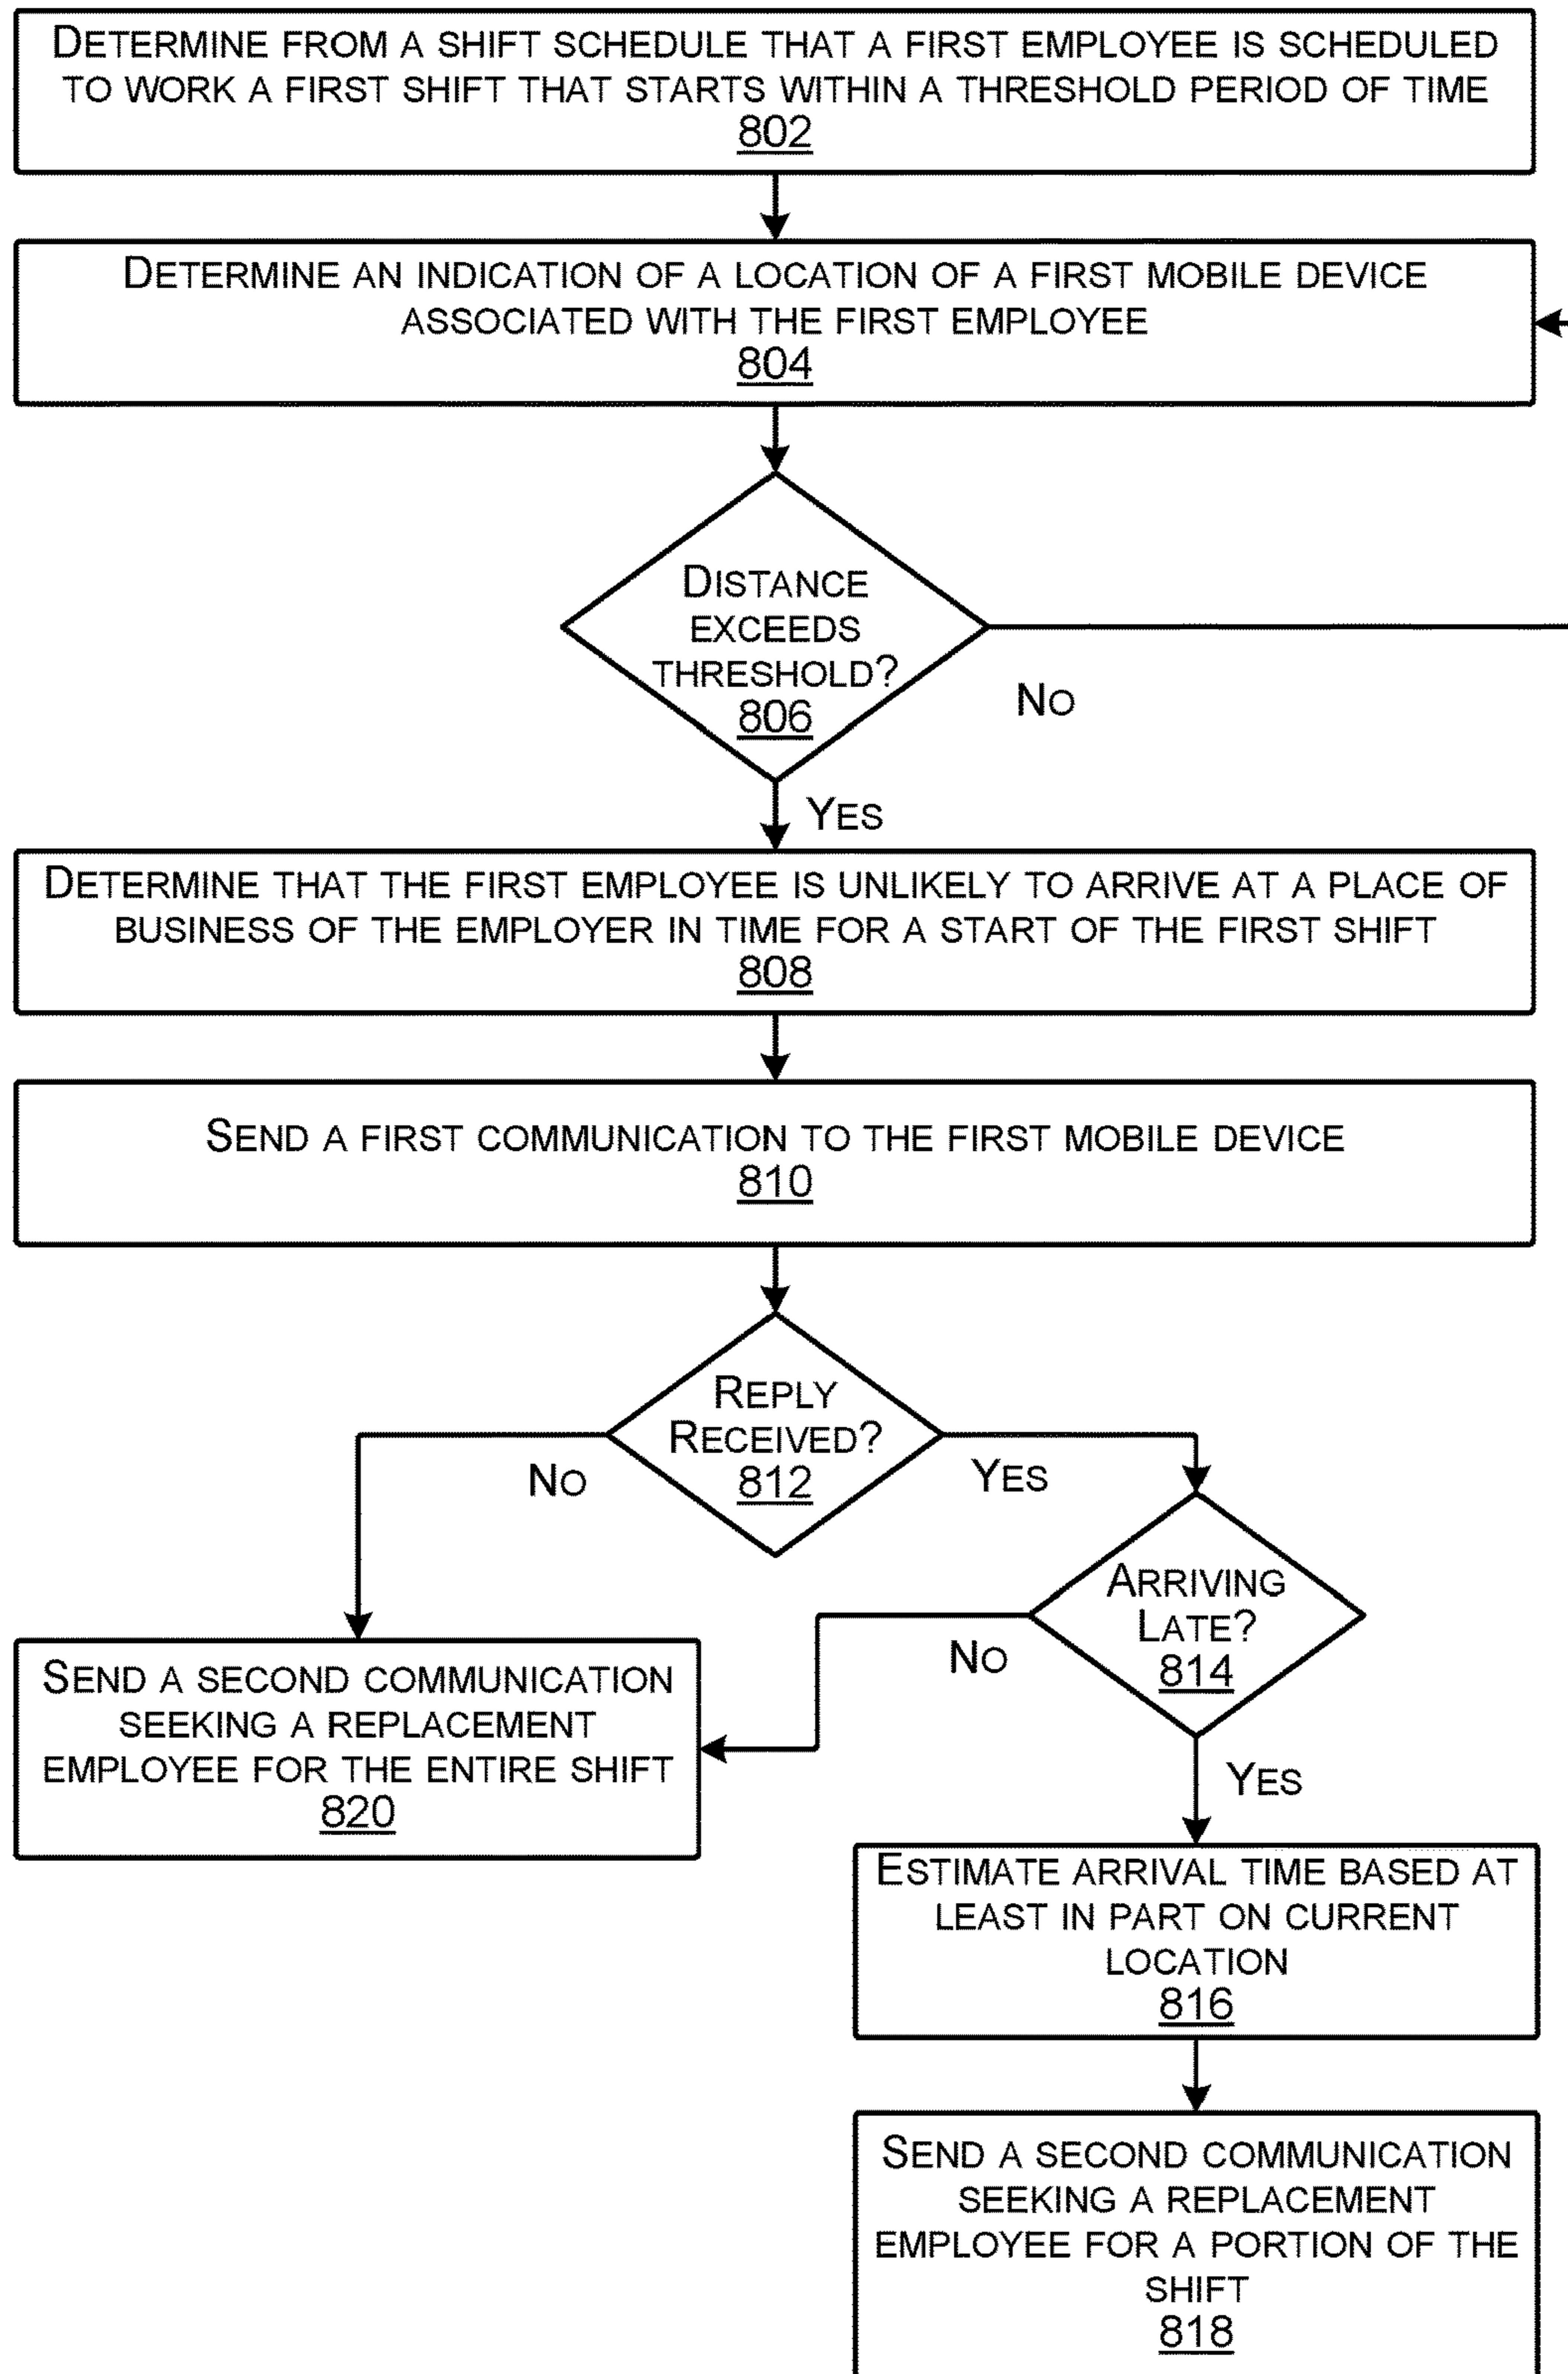 DETERMINE FROM A SHIFT SCHEDULE THAT A FIRST EMPLOYEE IS SCHEDULED
TO WORK A FIRST SHIFT THAT STARTS WITHIN A THRESHOLD PERIOD OF TIME
802
DETERMINE AN INDICATION OF A LOCATION OF A FIRST MOBILE DEVICE
ASSOCIATED WITH THE FIRST EMPLOYEE
804
DISTANCE
EXCEEDS
THRESHOLD?
806
NO
YES
DETERMINE THAT THE FIRST EMPLOYEE IS UNLIKELY TO ARRIVE AT A PLACE OF
BUSINESS OF THE EMPLOYER IN TIME FOR A START OF THE FIRST SHIFT
808
SEND A FIRST COMMUNICATION TO THE FIRST MOBILE DEVICE
810
REPLY
RECEIVED?
812
NO
YES
ARRIVING
LATE?
814
NO
YES
SEND A SECOND COMMUNICATION
SEEKING A REPLACEMENT
EMPLOYEE FOR THE ENTIRE SHIFT
820
ESTIMATE ARRIVAL TIME BASED AT
LEAST IN PART ON CURRENT
LOCATION
816
SEND A SECOND COMMUNICATION
SEEKING A REPLACEMENT
EMPLOYEE FOR A PORTION OF THE
SHIFT
818